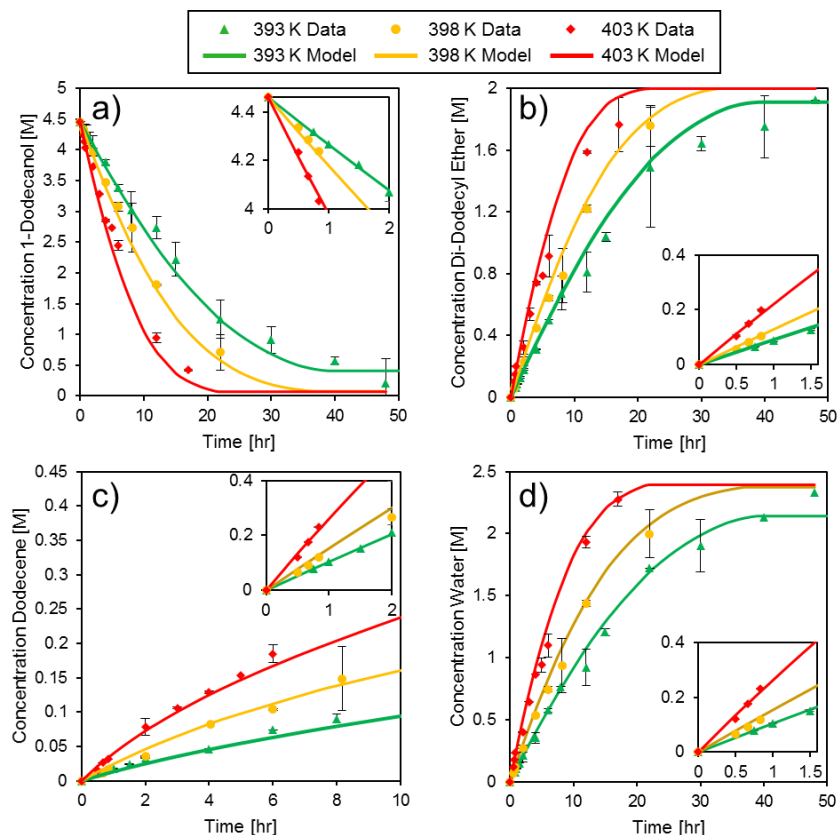 393 K Data 398 K Data 403 K Data
393 K Model 398 K Model 403 K Model
a)
Concentration 1-Dodecanol [M]
5
4.5
4
3.5
3
2.5
2
1.5
1
0.5
0
0 10 20 30 40 50
Time [hr]
4.4
4.2
4
0 1 2
b)
Concentration Di-Dodecyl Ether [M]
2
1.6
1.2
0.8
0.4
0
0 10 20 30 40 50
Time [hr]
0.4
0.2
0
0 0.5 1 1.5
c)
Concentration Dodecene [M]
0.45
0.4
0.35
0.3
0.25
0.2
0.15
0.1
0.05
0
0 2 4 6 8 10
Time [hr]
0.4
0.2
0
0 1 2
d)
Concentration Water [M]
2.5
2
1.5
1
0.5
0
0 10 20 30 40 50
Time [hr]
0.4
0.2
0
0 0.5 1 1.5